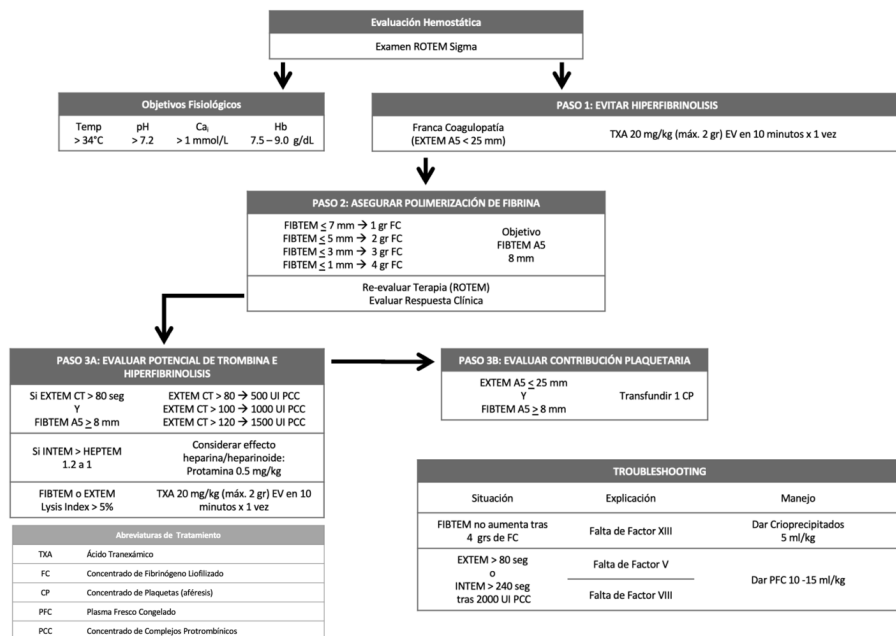 Evaluación Hemostática
Examen ROTEM Sigma
Objetivos Fisiológicos
Temp pH Caᵢ Hb
> 34°C > 7.2 > 1 mmol/L 7.5 – 9.0 g/dL
PASO 1: EVITAR HIPERFIBRINOLISIS
Franca Coagulopatía
(EXTEM A5 < 25 mm)
TXA 20 mg/kg (máx. 2 gr) EV en 10 minutos x 1 vez
PASO 2: ASEGURAR POLIMERIZACIÓN DE FIBRINA
FIBTEM ≤ 7 mm → 1 gr FC
FIBTEM ≤ 5 mm → 2 gr FC
FIBTEM ≤ 3 mm → 3 gr FC
FIBTEM ≤ 1 mm → 4 gr FC
Objetivo
FIBTEM A5
8 mm
Re-evaluar Terapia (ROTEM)
Evaluar Respuesta Clínica
PASO 3A: EVALUAR POTENCIAL DE TROMBINA E
HIPERFIBRINOLISIS
Si EXTEM CT > 80 seg
Y
FIBTEM A5 ≥ 8 mm
EXTEM CT > 80 → 500 UI PCC
EXTEM CT > 100 → 1000 UI PCC
EXTEM CT > 120 → 1500 UI PCC
Si INTEM > HEPTEM
1.2 a 1
Considerar effecto
heparina/heparinoide:
Protamina 0.5 mg/kg
FIBTEM o EXTEM
Lysis Index > 5%
TXA 20 mg/kg (máx. 2 gr) EV en 10
minutos x 1 vez
PASO 3B: EVALUAR CONTRIBUCIÓN PLAQUETARIA
EXTEM A5 ≤ 25 mm
Y
FIBTEM A5 ≥ 8 mm
Transfundir 1 CP
TROUBLESHOOTING
Situación Explicación Manejo
FIBTEM no aumenta tras
4 grs de FC
Falta de Factor XIII
Dar Crioprecipitados
5 ml/kg
EXTEM > 80 seg
o
INTEM > 240 seg
tras 2000 UI PCC
Falta de Factor V
Falta de Factor VIII
Dar PFC 10 -15 ml/kg
Abreviaturas de Tratamiento
TXA Ácido Tranexámico
FC Concentrado de Fibrinógeno Liofilizado
CP Concentrado de Plaquetas (aféresis)
PFC Plasma Fresco Congelado
PCC Concentrado de Complejos Protrombínicos